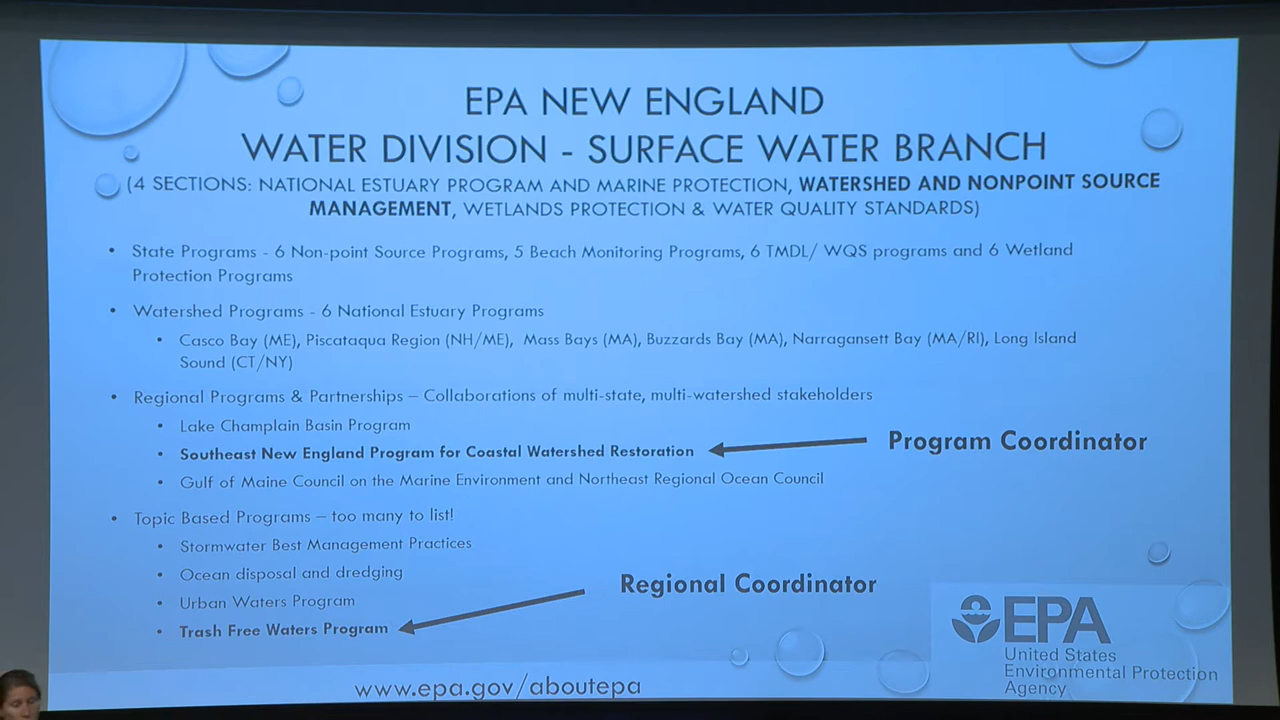 EPA NEW ENGLAND
WATER DIVISION - SURFACE WATER BRANCH
(4 SECTIONS: NATIONAL ESTUARY PROGRAM AND MARINE PROTECTION, WATERSHED AND NONPOINT SOURCE
MANAGEMENT, WETLANDS PROTECTION & WATER QUALITY STANDARDS)
• State Programs - 6 Non-point Source Programs, 5 Beach Monitoring Programs, 6 TMDL/ WQS programs and 6 Wetland
Protection Programs
• Watershed Programs - 6 National Estuary Programs
• Casco Bay (ME), Piscataqua Region (NH/ME), Mass Bays (MA), Buzzards Bay (MA), Narragansett Bay (MA/RI), Long Island
Sound (CT/NY)
• Regional Programs & Partnerships – Collaborations of multi-state, multi-watershed stakeholders
• Lake Champlain Basin Program
• Southeast New England Program for Coastal Watershed Restoration
Program Coordinator
• Gulf of Maine Council on the Marine Environment and Northeast Regional Ocean Council
• Topic Based Programs – too many to list!
• Stormwater Best Management Practices
• Ocean disposal and dredging
Regional Coordinator
• Urban Waters Program
• Trash Free Waters Program
EPA
United States
Environmental Protection
Agency
www.epa.gov/aboutepa